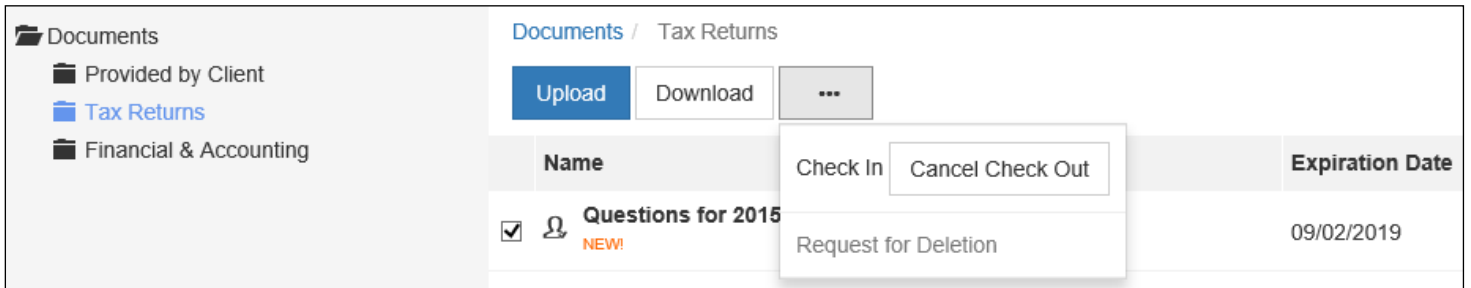 Documents
Provided by Client
Tax Returns
Financial & Accounting
Documents / Tax Returns
Upload Download •••
Name Expiration Date
Check In Cancel Check Out
Questions for 2015
NEW!
09/02/2019
Request for Deletion